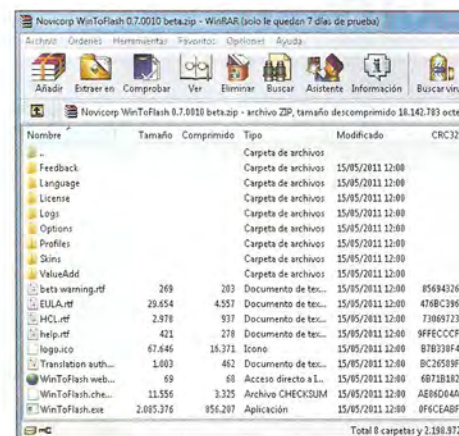 Novicorp WinToFlash 0.7.0010 beta.zip - WinRAR (solo le quedan 7 días de prueba)
Archivo Órdenes Herramientas Favoritos Opciones Ayuda
Añadir Extraer en Comprobar Ver Eliminar Buscar Asistente Información Buscar viru
Novicorp WinToFlash 0.7.0010 beta.zip - archivo ZIP, tamaño descomprimido 18.142.783 octe
Nombre Tamaño Comprimido Tipo Modificado CRC32
.. Carpeta de archivos
Feedback Carpeta de archivos 15/05/2011 12:00
Language Carpeta de archivos 15/05/2011 12:00
License Carpeta de archivos 15/05/2011 12:00
Logs Carpeta de archivos 15/05/2011 12:00
Options Carpeta de archivos 15/05/2011 12:00
Profiles Carpeta de archivos 15/05/2011 12:00
Skins Carpeta de archivos 15/05/2011 12:00
ValueAdd Carpeta de archivos 15/05/2011 12:00
beta warning.rtf 269 203 Documento de tex... 15/05/2011 12:00 85694326
EULA.rtf 29.654 4.557 Documento de tex... 15/05/2011 12:00 476BC396
HCL.rtf 2.978 937 Documento de tex... 15/05/2011 12:00 73069723
help.rtf 421 278 Documento de tex... 15/05/2011 12:00 9FFECCCF
logo.ico 67.646 16.371 Icono 15/05/2011 12:00 B7B338F4
Translation auth... 1.003 462 Documento de tex... 15/05/2011 12:00 BC26589F
WinToFlash web... 69 68 Acceso directo a I... 15/05/2011 12:00 6B71B182
WinToFlash.che... 11.556 3.325 Archivo CHECKSUM 15/05/2011 12:00 AE86D04A
WinToFlash.exe 2.085.376 856.207 Aplicación 15/05/2011 12:00 0F6CEABF
Total 8 carpetas y 2.198.972